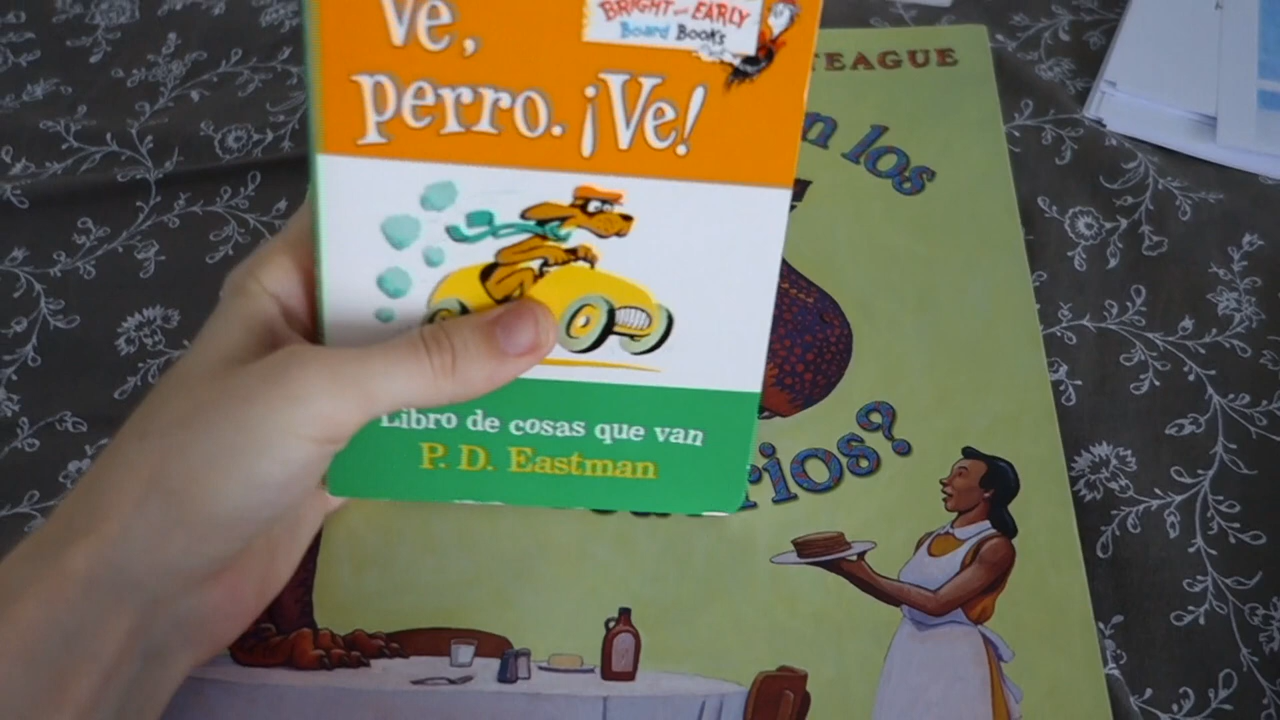 Ve,
perro. ¡Ve!
BRIGHT and EARLY
Board Books
Libro de cosas que van
P. D. Eastman
TEAGUE
n los
rios?